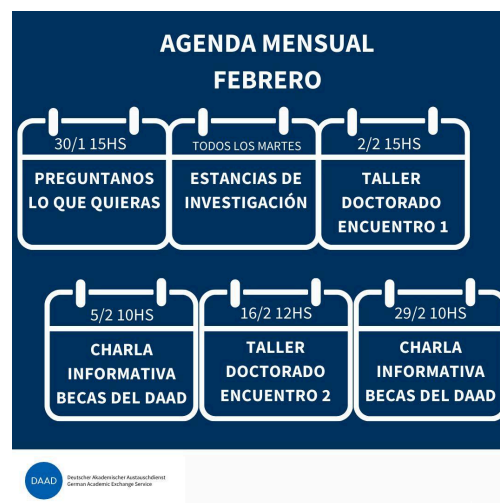 AGENDA MENSUAL
FEBRERO
30/1 15HS
PREGUNTANOS
LO QUE QUIERAS
TODOS LOS MARTES
ESTANCIAS DE
INVESTIGACIÓN
2/2 15HS
TALLER
DOCTORADO
ENCUENTRO 1
5/2 10HS
CHARLA
INFORMATIVA
BECAS DEL DAAD
16/2 12HS
TALLER
DOCTORADO
ENCUENTRO 2
29/2 10HS
CHARLA
INFORMATIVA
BECAS DEL DAAD
DAAD
Deutscher Akademischer Austauschdienst
German Academic Exchange Service